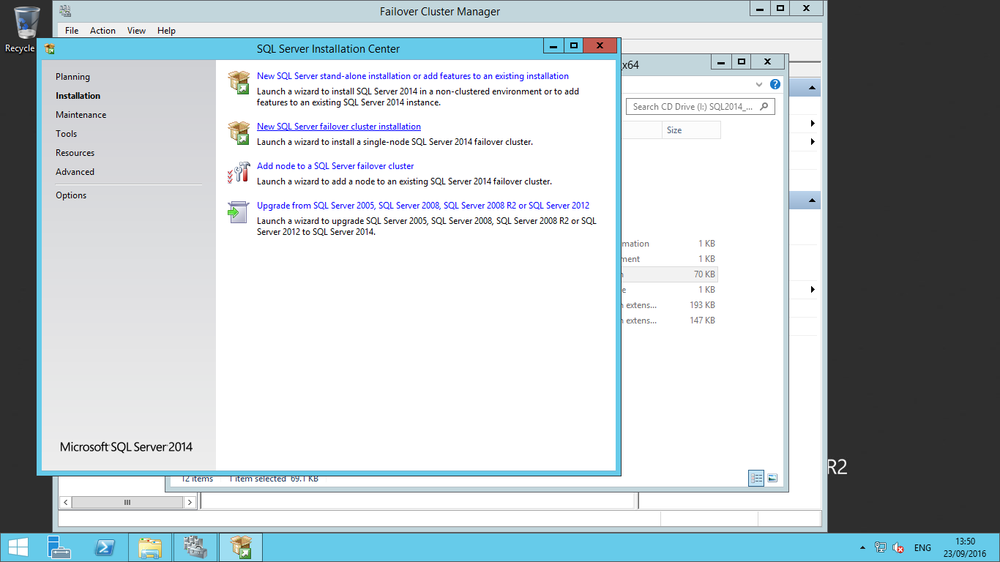 Failover Cluster Manager
File Action View Help
Recycle
SQL Server Installation Center
x64
Planning
Installation
Maintenance
Tools
Resources
Advanced
Options
New SQL Server stand-alone installation or add features to an existing installation
Launch a wizard to install SQL Server 2014 in a non-clustered environment or to add
features to an existing SQL Server 2014 instance.
New SQL Server failover cluster installation
Launch a wizard to install a single-node SQL Server 2014 failover cluster.
Add node to a SQL Server failover cluster
Launch a wizard to add a node to an existing SQL Server 2014 failover cluster.
Upgrade from SQL Server 2005, SQL Server 2008, SQL Server 2008 R2 or SQL Server 2012
Launch a wizard to upgrade SQL Server 2005, SQL Server 2008, SQL Server 2008 R2 or SQL
Server 2012 to SQL Server 2014.
Microsoft SQL Server 2014
Search CD Drive (I:) SQL2014_...
Size
mation 1 KB
ment 1 KB
n 70 KB
e 1 KB
n extens... 193 KB
n extens... 147 KB
12 items 1 item selected 69.1 KB
R2
ENG
13:50
23/09/2016